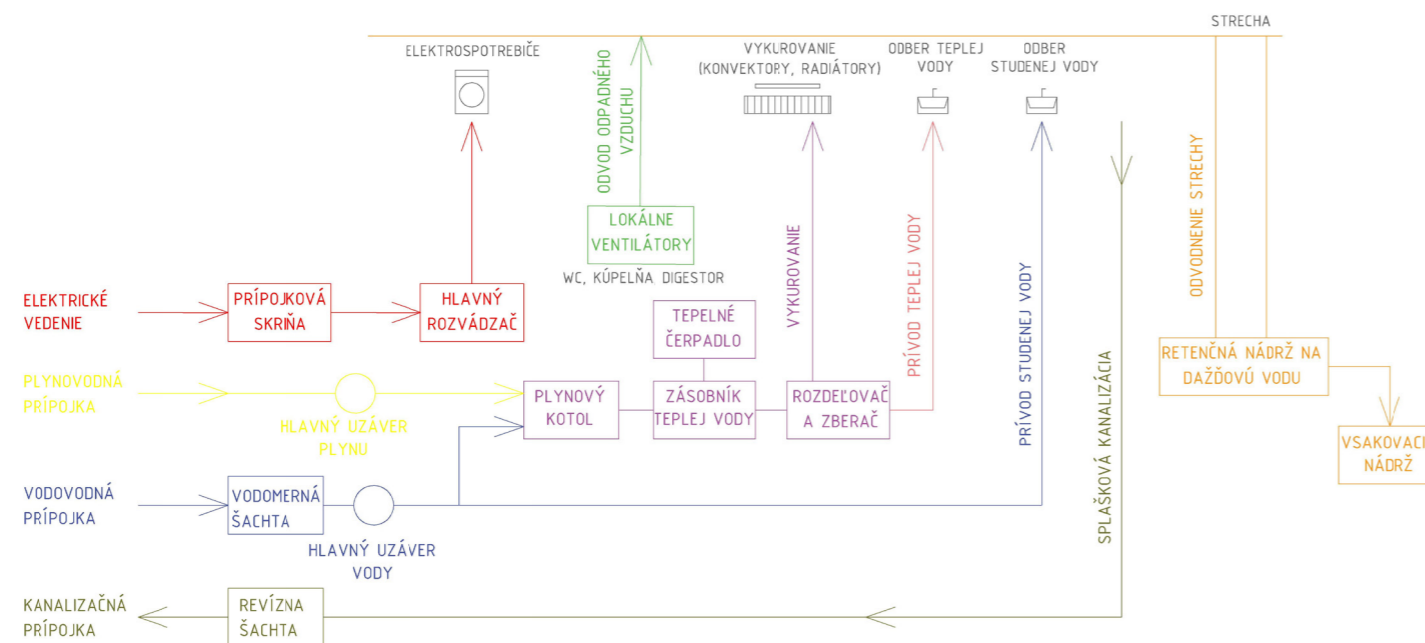 STRECHA
ELEKTROSPOTREBIČE
VYKUROVANIE
(KONVEKTORY, RADIÁTORY)
ODBER TEPLEJ
VODY
ODBER
STUDENEJ VODY
ODVOD ODPADNÉHO
VZDUCHU
LOKÁLNE
VENTILÁTORY
WC, KÚPEĽŇA DIGESTOR
VYKUROVANIE
PRÍVOD TEPLEJ VODY
PRÍVOD STUDENEJ VODY
SPLAŠKOVÁ KANALIZÁCIA
ODVODNENIE STRECHY
ELEKTRICKÉ
VEDENIE
PRÍPOJKOVÁ
SKRIŇA
HLAVNÝ
ROZVÁDZAČ
TEPELNÉ
ČERPADLO
RETENČNÁ NÁDRŽ NA
DAŽĎOVÚ VODU
PLYNOVODNÁ
PRÍPOJKA
HLAVNÝ UZÁVER
PLYNU
PLYNOVÝ
KOTOL
ZÁSOBNÍK
TEPLEJ VODY
ROZDEĽOVAČ
A ZBERAČ
VSAKOVACI
NÁDRŽ
VODOVODNÁ
PRÍPOJKA
VODOMERNÁ
ŠACHTA
HLAVNÝ UZÁVER
VODY
KANALIZAČNÁ
PRÍPOJKA
REVÍZNA
ŠACHTA